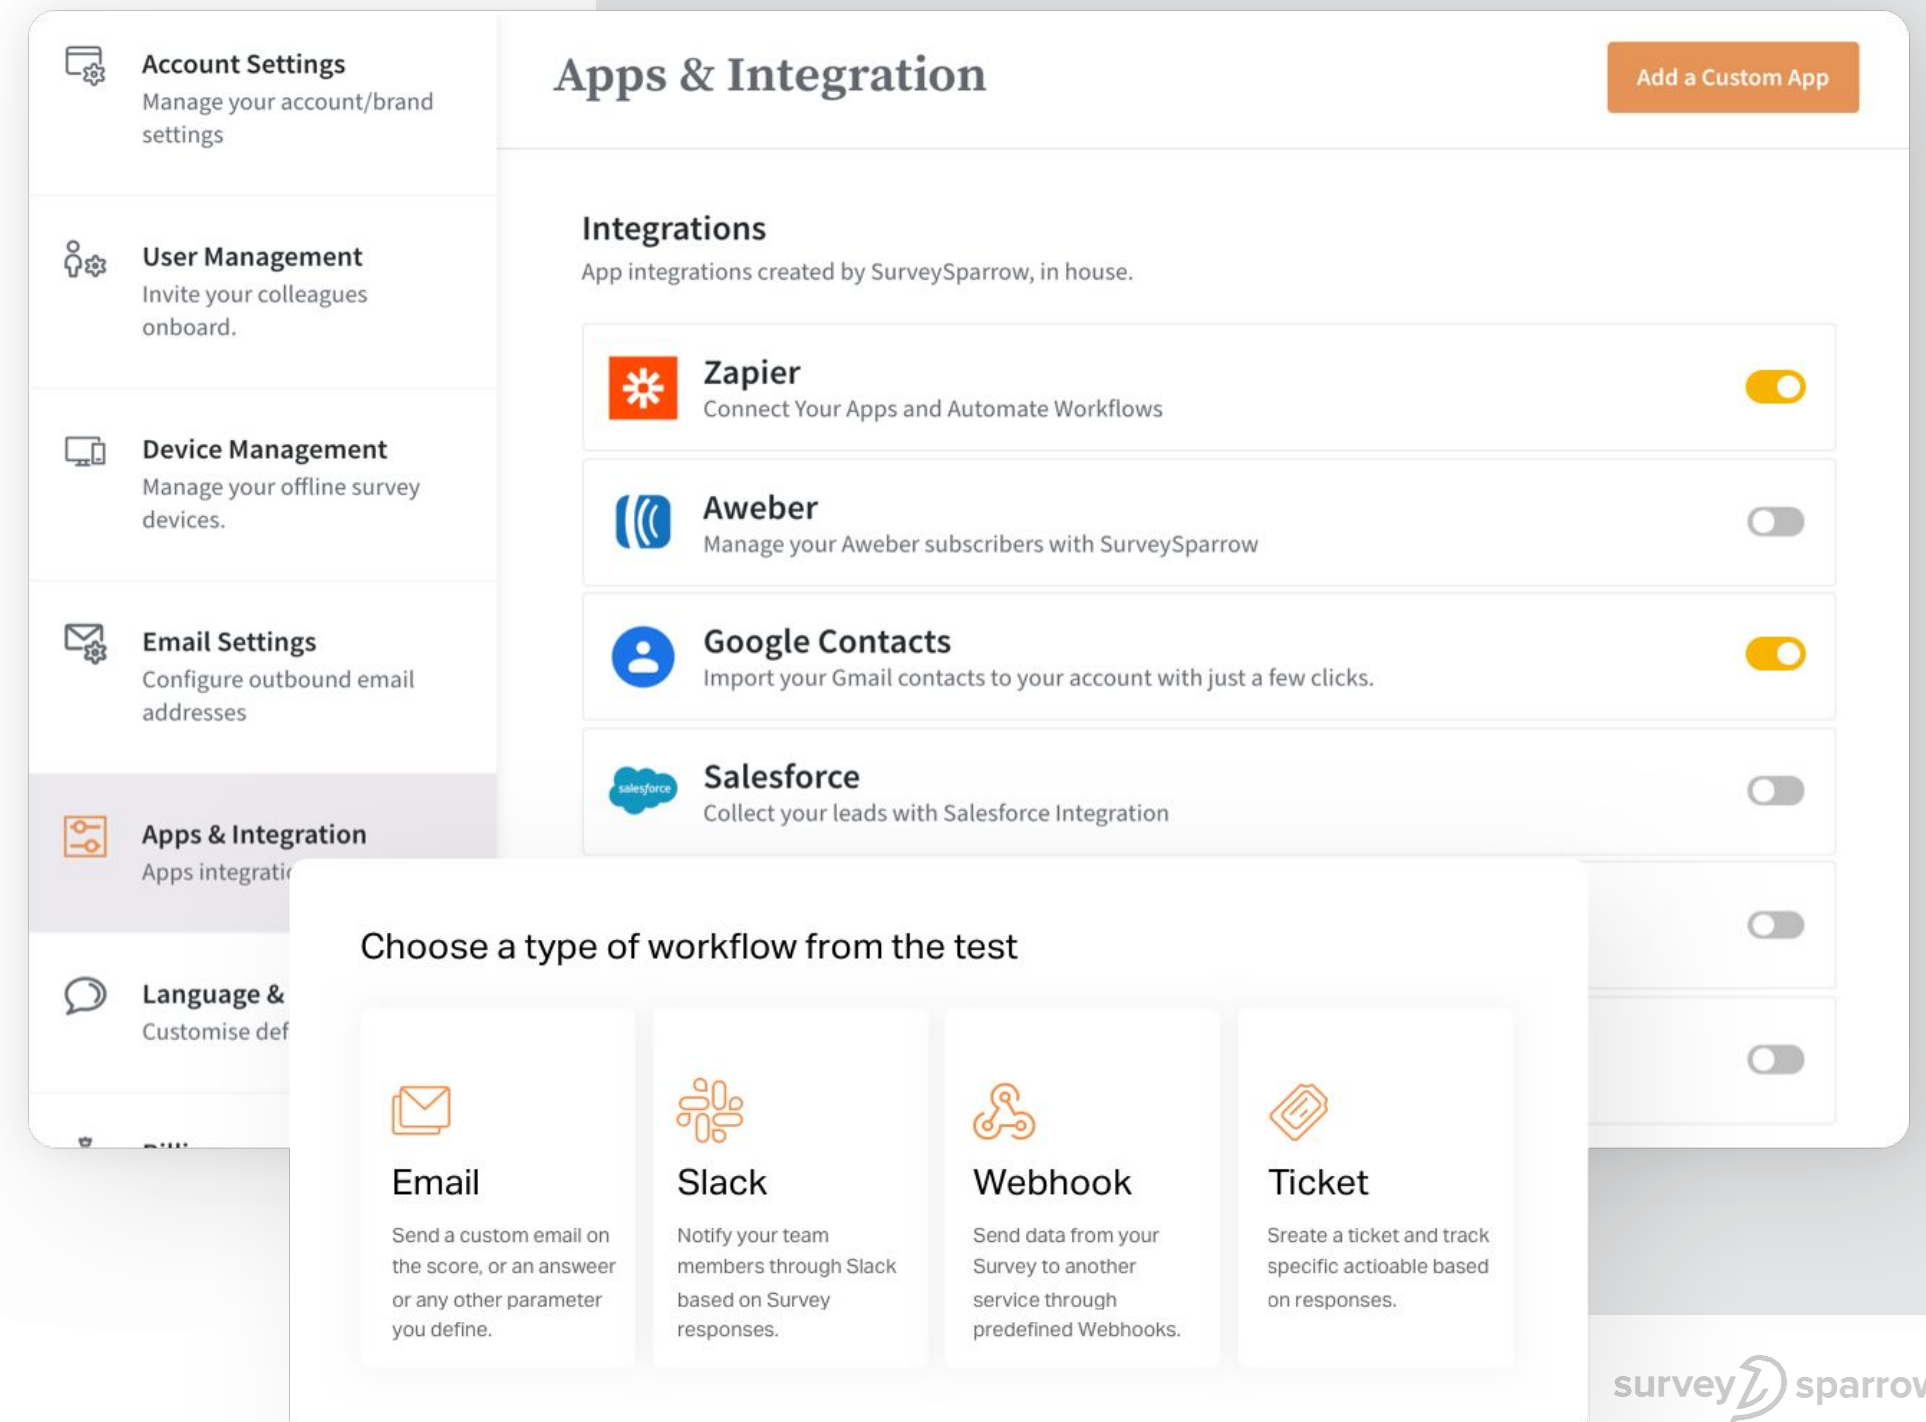 Account Settings
Manage your account/brand
settings
User Management
Invite your colleagues
onboard.
Device Management
Manage your offline survey
devices.
Email Settings
Configure outbound email
addresses
Apps & Integration
Apps integratio
Language &
Customise def
Apps & Integration
Add a Custom App
Integrations
App integrations created by SurveySparrow, in house.
Zapier
Connect Your Apps and Automate Workflows
Aweber
Manage your Aweber subscribers with SurveySparrow
Google Contacts
Import your Gmail contacts to your account with just a few clicks.
salesforce
Salesforce
Collect your leads with Salesforce Integration
Choose a type of workflow from the test
Email
Send a custom email on
the score, or an answeer
or any other parameter
you define.
Slack
Notify your team
members through Slack
based on Survey
responses.
Webhook
Send data from your
Survey to another
service through
predefined Webhooks.
Ticket
Sreate a ticket and track
specific actioable based
on responses.
survey sparrow